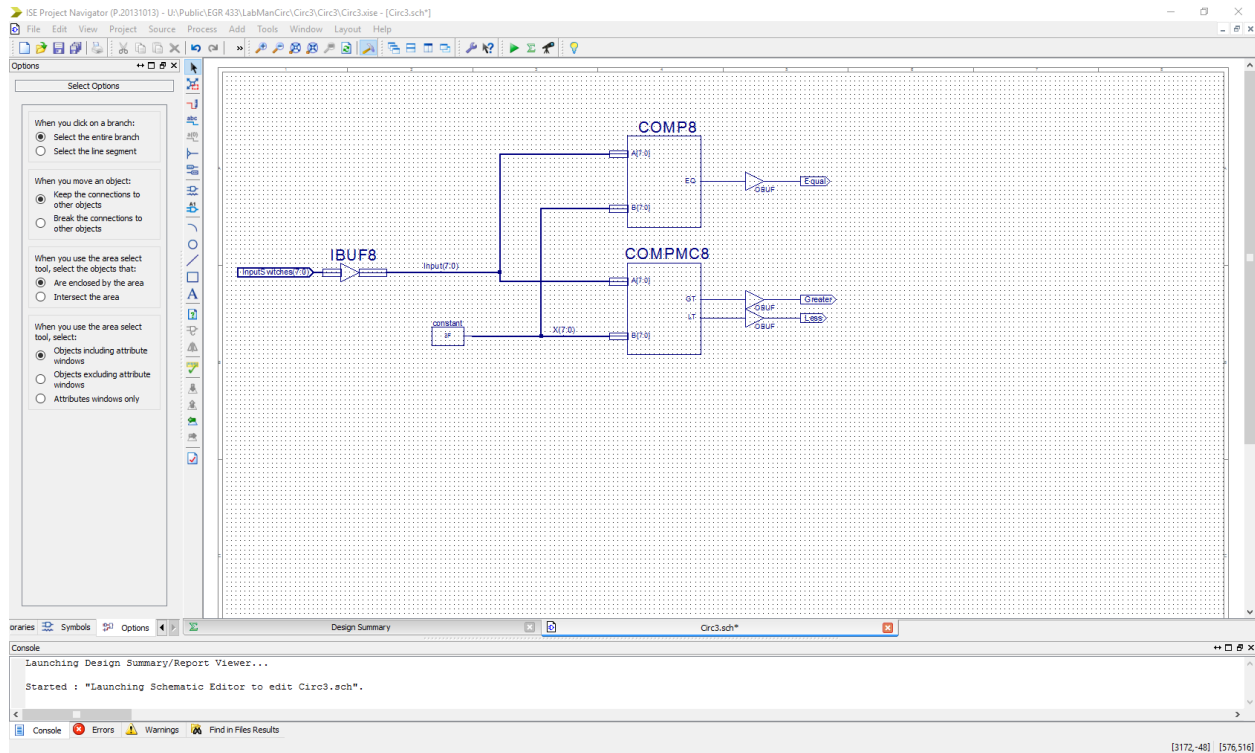 ISE Project Navigator (P.20131013) - U:\Public\EGR 433\LabManCirc\Circ3\Circ3\Circ3.xise - [Circ3.sch*]
File Edit View Project Source Process Add Tools Window Layout Help
Options
Select Options
When you click on a branch:
Select the entire branch
Select the line segment
When you move an object:
Keep the connections to
other objects
Break the connections to
other objects
When you use the area select
tool, select the objects that:
Are enclosed by the area
Intersect the area
When you use the area select
tool, select:
Objects including attribute
windows
Objects excluding attribute
windows
Attributes windows only
COMP8
A[7:0]
EQ
OBUF
Equal
B[7:0]
IBUF8
InputSwitches(7:0)
Input(7:0)
COMPMC8
A[7:0]
GT
OBUF
Greater
LT
OBUF
Less
constant
3F
X(7:0)
B[7:0]
oraries Symbols Options Design Summary Circ3.sch*
Console
Launching Design Summary/Report Viewer...
Started : "Launching Schematic Editor to edit Circ3.sch".
Console Errors Warnings Find in Files Results
[3172,-48] [576,516]